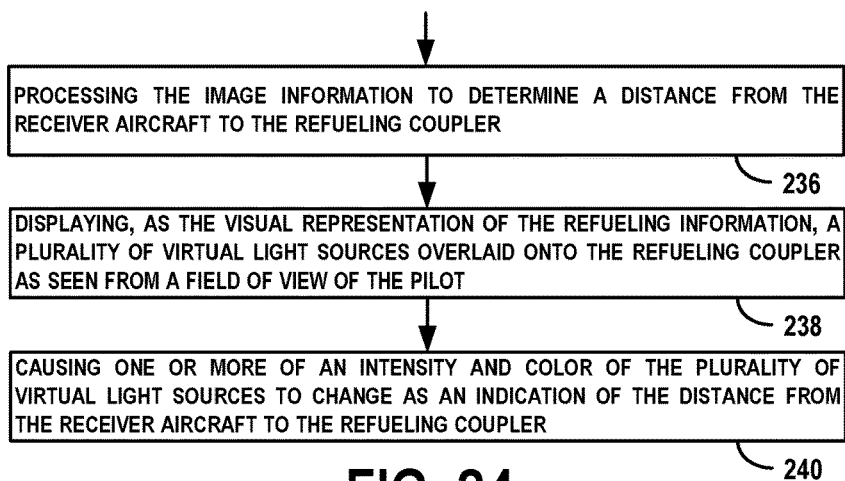 PROCESSING THE IMAGE INFORMATION TO DETERMINE A DISTANCE FROM THE
RECEIVER AIRCRAFT TO THE REFUELING COUPLER
236
DISPLAYING, AS THE VISUAL REPRESENTATION OF THE REFUELING INFORMATION, A
PLURALITY OF VIRTUAL LIGHT SOURCES OVERLAID ONTO THE REFUELING COUPLER
AS SEEN FROM A FIELD OF VIEW OF THE PILOT
238
CAUSING ONE OR MORE OF AN INTENSITY AND COLOR OF THE PLURALITY OF
VIRTUAL LIGHT SOURCES TO CHANGE AS AN INDICATION OF THE DISTANCE FROM
THE RECEIVER AIRCRAFT TO THE REFUELING COUPLER
240